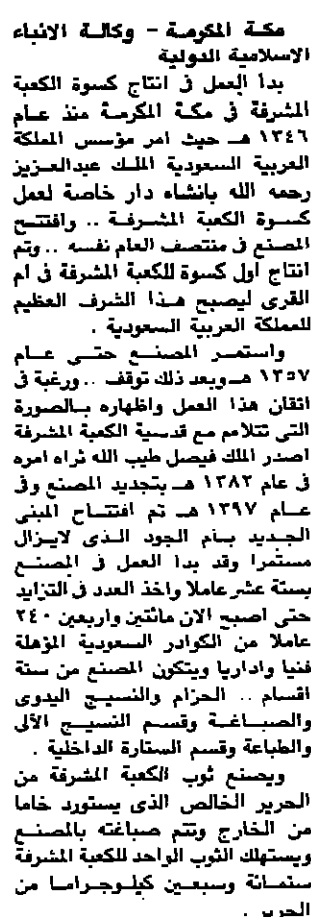 مكة المكرمة - وكالة الانباء
الاسلامية الدولية
بدأ العمل في انتاج كسوة الكعبة
المشرفة في مكة المكرمة منذ عام
١٣٤٦ هـ حيث امر مؤسس المملكة
العربية السعودية الملك عبدالعزيز
رحمه الله بانشاء دار خاصة لعمل
كسوة الكعبة المشرفة .. وافتتح
المصنع في منتصف العام نفسه .. وتم
انتاج اول كسوة للكعبة المشرفة في ام
القرى ليصبح هذا الشرف العظيم
للمملكة العربية السعودية .
واستمر المصنع حتى عام
١٣٥٧ هـ وبعد ذلك توقف .. ورغبة في
اتقان هذا العمل واظهاره بالصورة
التي تتلاءم مع قدسية الكعبة المشرفة
اصدر الملك فيصل طيب الله ثراه امره
في عام ١٣٨٢ هـ بتجديد المصنع وفي
عام ١٣٩٧ هـ تم افتتاح المبنى
الجديد بام الجود الذي لايزال
مستمرا وقد بدأ العمل في المصنع
بستة عشر عاملا واخذ العدد في التزايد
حتى اصبح الان مائتين واربعين ٢٤٠
عاملا من الكوادر السعودية المؤهلة
فنيا واداريا ويتكون المصنع من ستة
اقسام .. الحزام والنسيج اليدوى
والصباغة وقسم النسيج الآلى
والطباعة وقسم الستارة الداخلية .
ويصنع ثوب الكعبة المشرفة من
الحرير الخالص الذى يستورد خاما
من الخارج وتتم صباغته بالمصنع
ويستهلك الثوب الواحد للكعبة المشرفة
ستمائة وسبعين كيلوجراما من
الحرير .